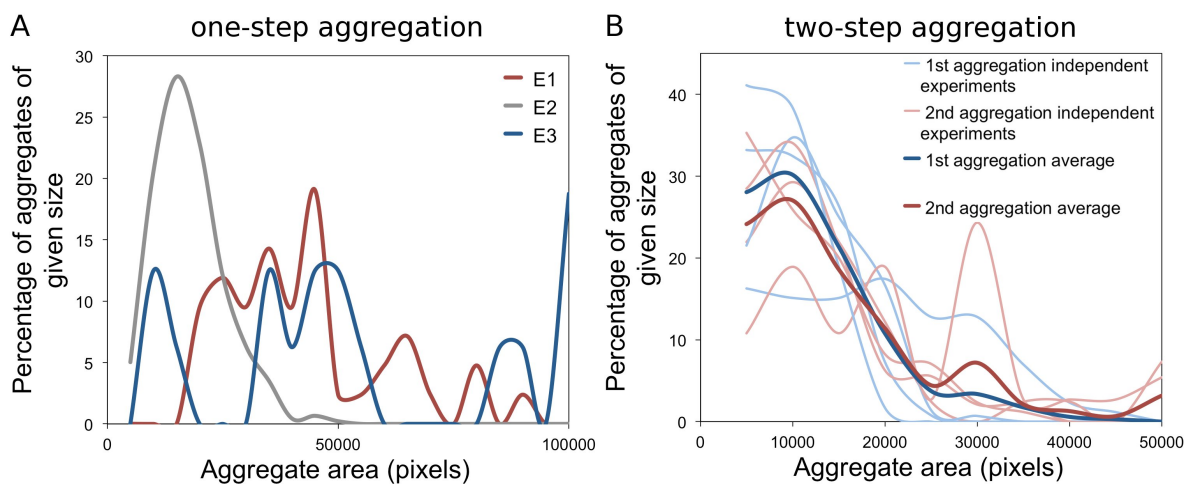 A
one-step aggregation
Percentage of aggregates of
given size
30
25
20
15
10
5
0
E1
E2
E3
0
50000
100000
Aggregate area (pixels)
B
two-step aggregation
Percentage of aggregates of
given size
40
30
20
10
0
1st aggregation independent
experiments
2nd aggregation independent
experiments
1st aggregation average
2nd aggregation average
0
10000
20000
30000
40000
50000
Aggregate area (pixels)